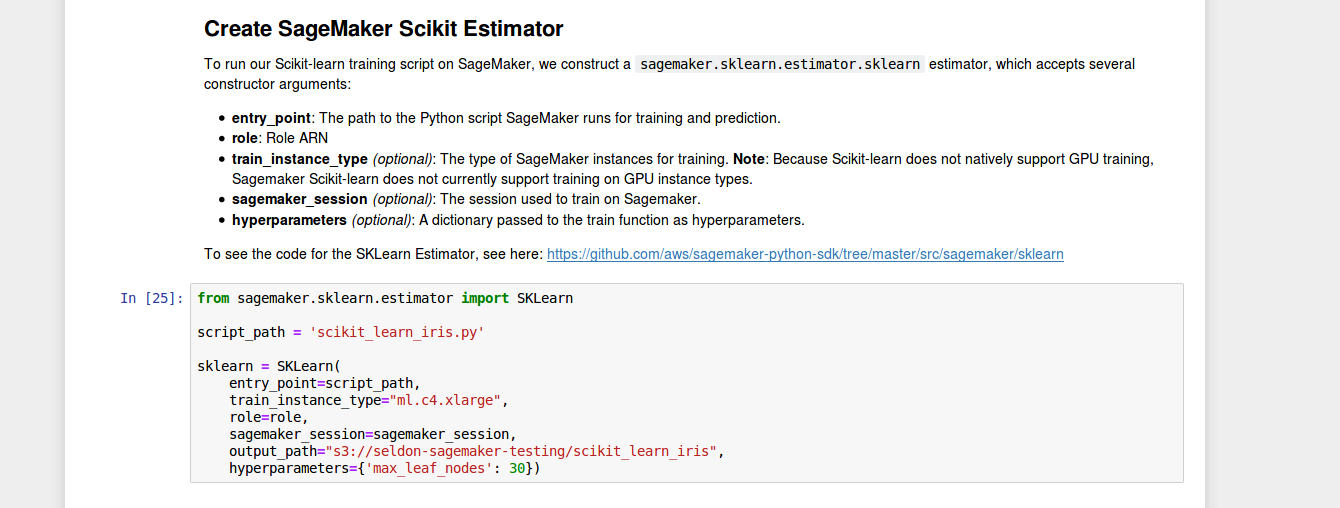 Create SageMaker Scikit Estimator
To run our Scikit-learn training script on SageMaker, we construct a sagemaker.sklearn.estimator.sklearn estimator, which accepts several
constructor arguments:
• entry_point: The path to the Python script SageMaker runs for training and prediction.
• role: Role ARN
• train_instance_type (optional): The type of SageMaker instances for training. Note: Because Scikit-learn does not natively support GPU training,
Sagemaker Scikit-learn does not currently support training on GPU instance types.
• sagemaker_session (optional): The session used to train on Sagemaker.
• hyperparameters (optional): A dictionary passed to the train function as hyperparameters.
To see the code for the SKLearn Estimator, see here: https://github.com/aws/sagemaker-python-sdk/tree/master/src/sagemaker/sklearn
In [25]: from sagemaker.sklearn.estimator import SKLearn
script_path = 'scikit_learn_iris.py'
sklearn = SKLearn(
    entry_point=script_path,
    train_instance_type="ml.c4.xlarge",
    role=role,
    sagemaker_session=sagemaker_session,
    output_path="s3://seldon-sagemaker-testing/scikit_learn_iris",
    hyperparameters={'max_leaf_nodes': 30})